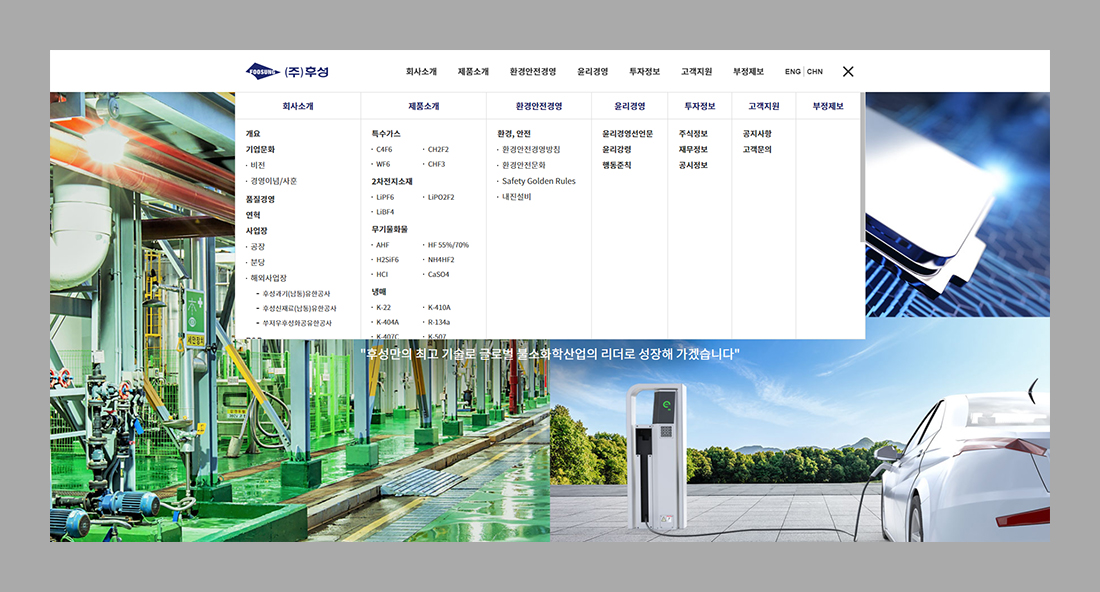 FOOSUNG (주)후성
회사소개 제품소개 환경안전경영 윤리경영 투자정보 고객지원 부정제보 ENG CHN
회사소개 제품소개 환경안전경영 윤리경영 투자정보 고객지원 부정제보
개요
기업문화
· 비전
· 경영이념/사훈
품질경영
연혁
사업장
· 공장
· 분당
· 해외사업장
- 후성과기(남통)유한공사
- 후성신재료(남통)유한공사
- 쑤저우후성화공유한공사
특수가스
· C4F6 · CH2F2
· WF6 · CHF3
2차전지소재
· LiPF6 · LiPO2F2
· LiBF4
무기불화물
· AHF · HF 55%/70%
· H2SiF6 · NH4HF2
· HCl · CaSO4
냉매
· K-22 · K-410A
· K-404A · R-134a
· K-407C · K-507
환경, 안전
· 환경안전경영방침
· 환경안전문화
· Safety Golden Rules
· 내진설비
윤리경영선언문
윤리강령
행동준칙
주식정보
재무정보
공시정보
공지사항
고객문의
"후성만의 최고 기술로 글로벌 불소화학산업의 리더로 성장해 가겠습니다"
세안장치